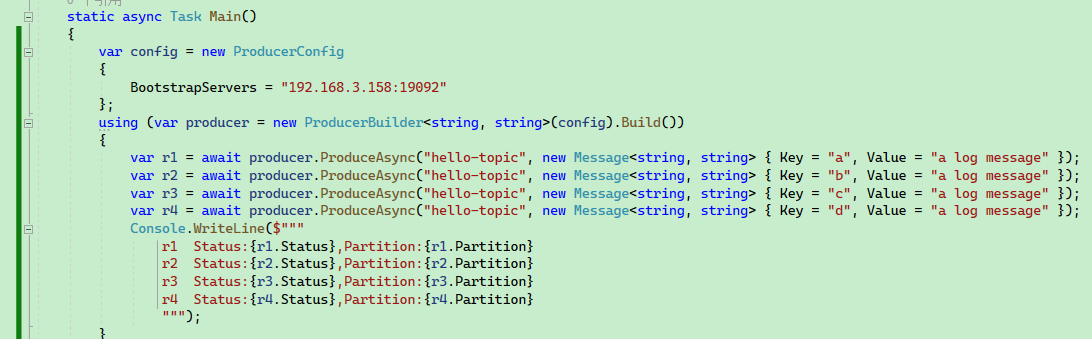 static async Task Main()
{
var config = new ProducerConfig
{
BootstrapServers = "192.168.3.158:19092"
};
using (var producer = new ProducerBuilder<string, string>(config).Build())
{
var r1 = await producer.ProduceAsync("hello-topic", new Message<string, string> { Key = "a", Value = "a log message" });
var r2 = await producer.ProduceAsync("hello-topic", new Message<string, string> { Key = "b", Value = "a log message" });
var r3 = await producer.ProduceAsync("hello-topic", new Message<string, string> { Key = "c", Value = "a log message" });
var r4 = await producer.ProduceAsync("hello-topic", new Message<string, string> { Key = "d", Value = "a log message" });
Console.WriteLine($"""
r1  Status:{r1.Status},Partition:{r1.Partition}
r2  Status:{r2.Status},Partition:{r2.Partition}
r3  Status:{r3.Status},Partition:{r3.Partition}
r4  Status:{r4.Status},Partition:{r4.Partition}
""");
}